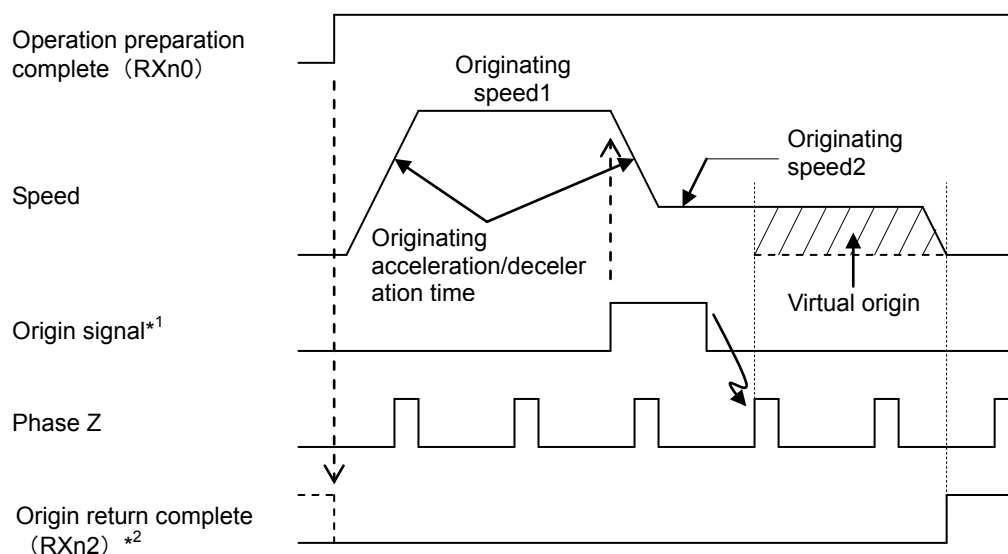 Operation preparation
complete（RXn0）
Originating
speed1
Originating
speed2
Speed
Originating
acceleration/deceler
ation time
Virtual origin
Origin signal*1
Phase Z
Origin return complete
（RXn2）*2